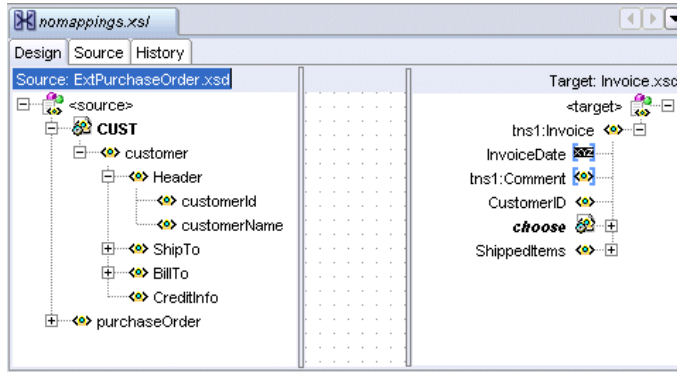 nomappings.xsl
Design Source History
Source: ExtPurchaseOrder.xsd
Target: Invoice.xsd
<source>
<target>
CUST
tns1:Invoice
customer
InvoiceDate
Header
tns1:Comment
customerId
CustomerID
customerName
choose
ShipTo
ShippedItems
BillTo
CreditInfo
purchaseOrder